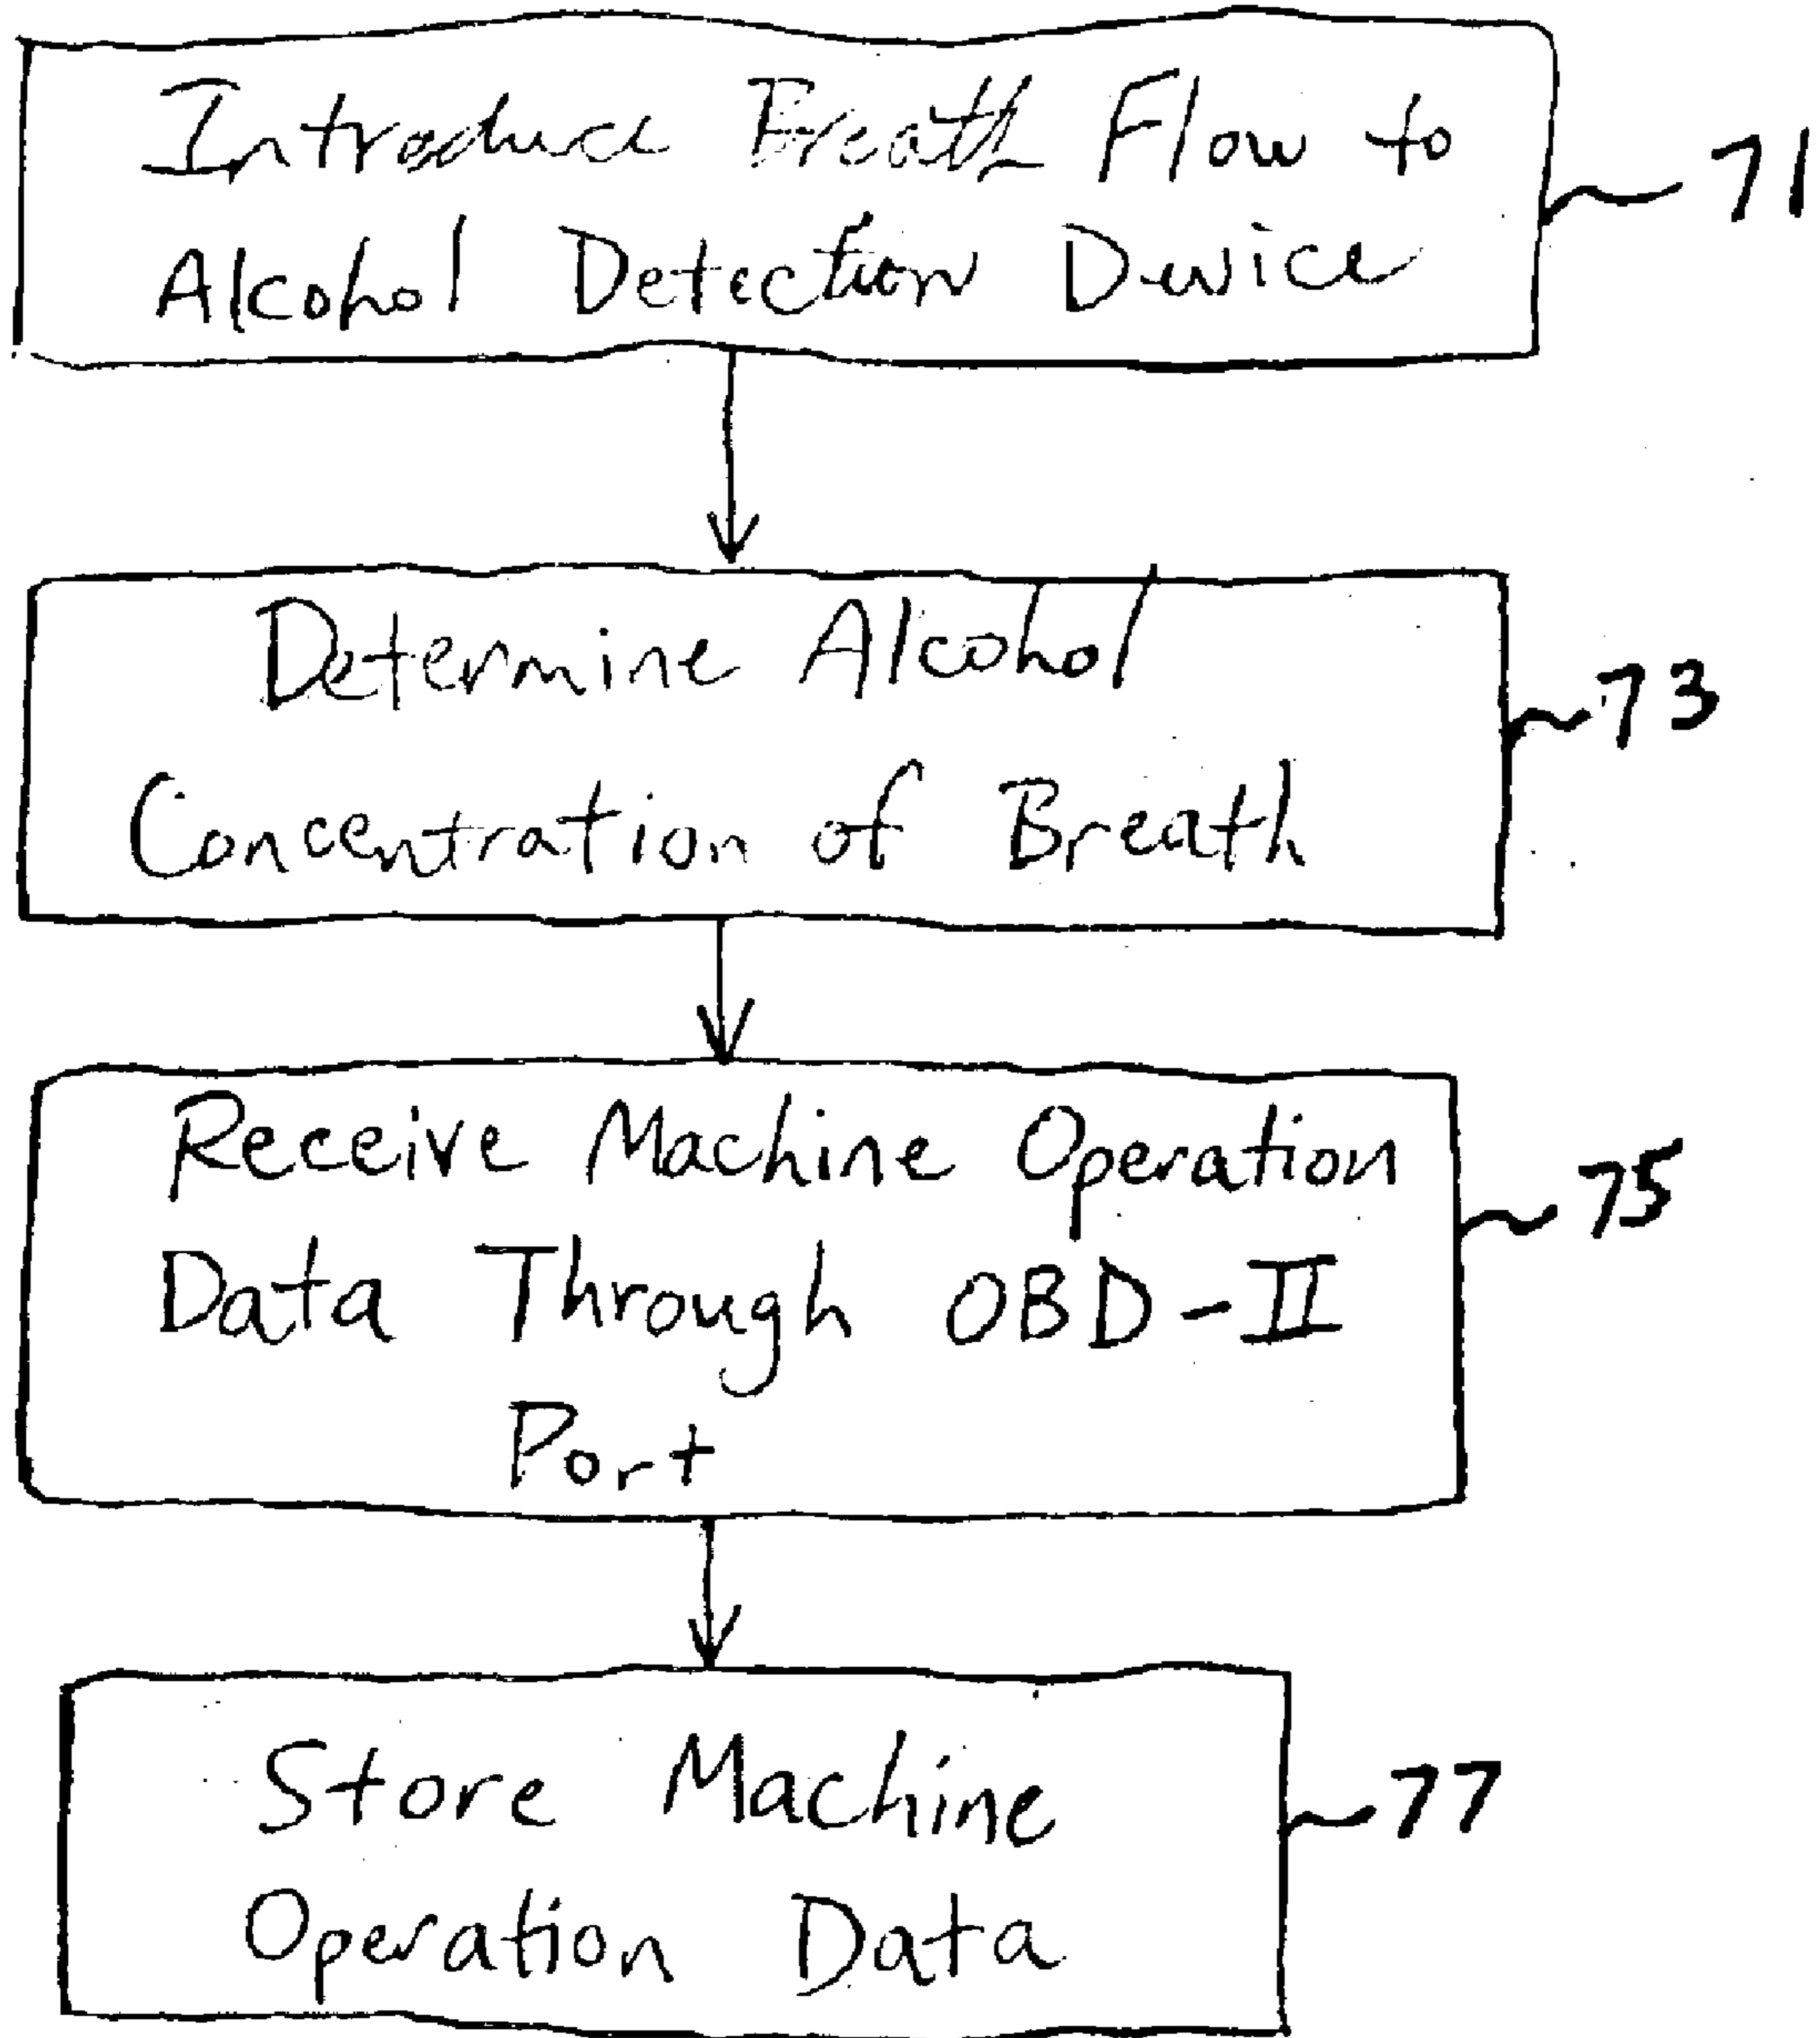 Introduce Breath Flow to
Alcohol Detection Device
71
Determine Alcohol
Concentration of Breath
73
Receive Machine Operation
Data Through OBD-II
Port
75
Store Machine
Operation Data
77